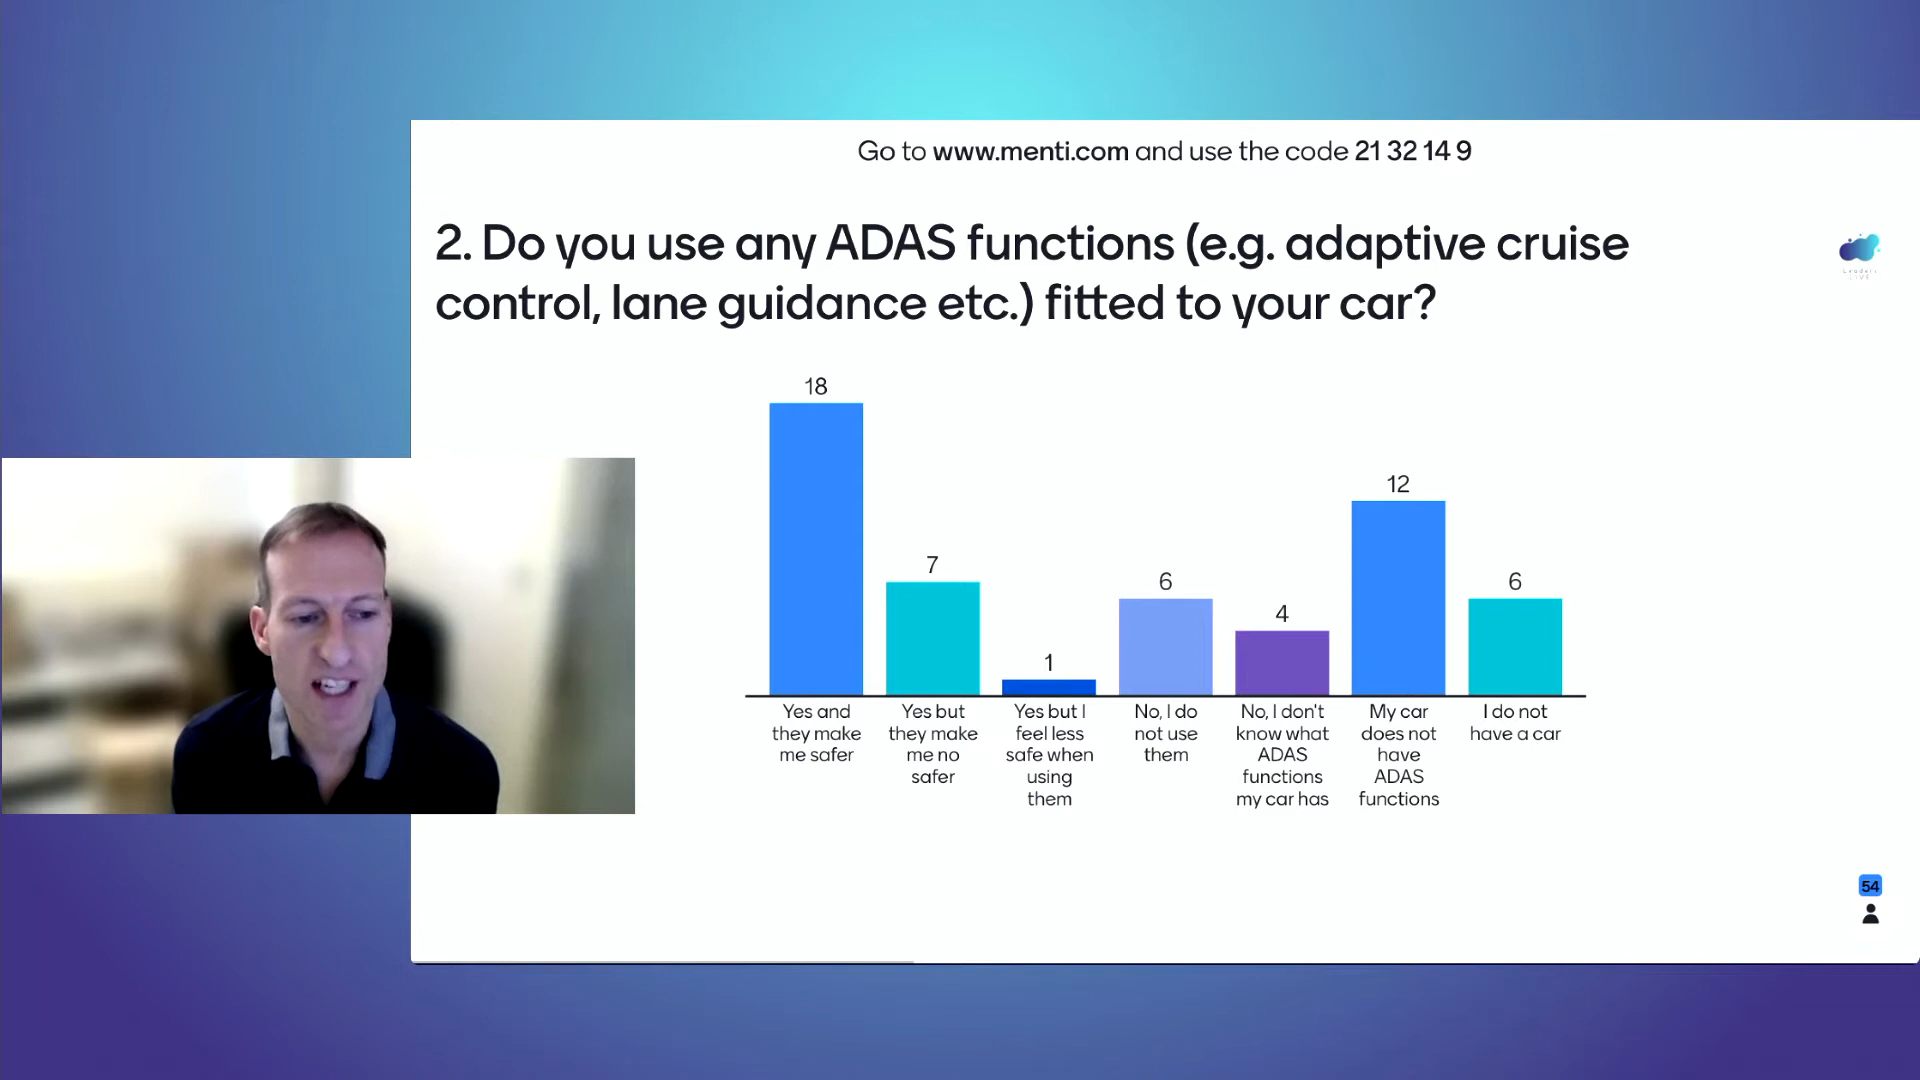 Go to www.menti.com and use the code 21 32 14 9
2. Do you use any ADAS functions (e.g. adaptive cruise
control, lane guidance etc.) fitted to your car?
18
7
1
6
4
12
6
Yes and
they make
me safer
Yes but
they make
me no
safer
Yes but I
feel less
safe when
using
them
No, I do
not use
them
No, I don't
know what
ADAS
functions
my car has
My car
does not
have
ADAS
functions
I do not
have a car
54